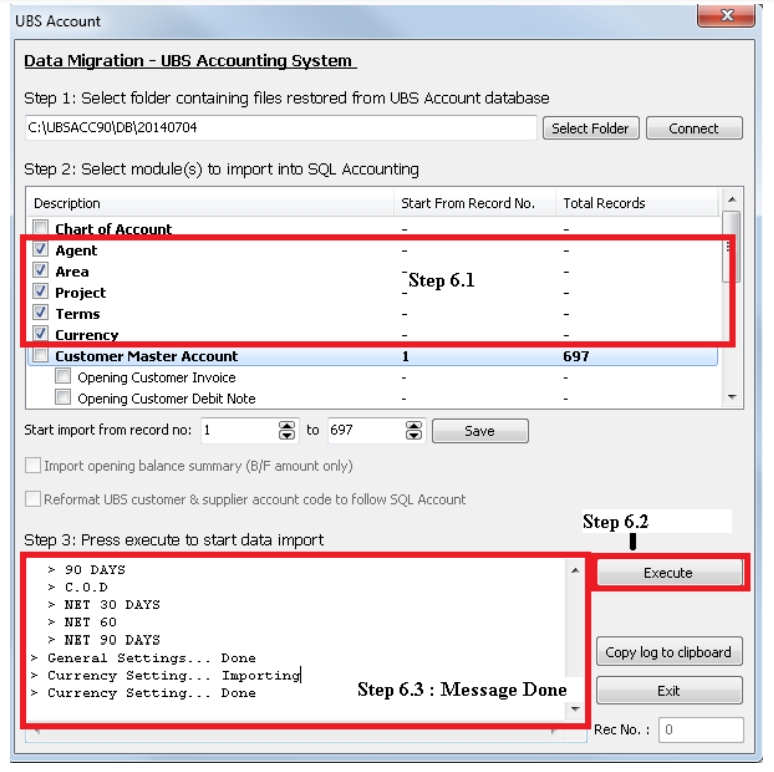 UBS Account
Data Migration - UBS Accounting System
Step 1: Select folder containing files restored from UBS Account database
C:\UBSACC90\DB\20140704 Select Folder Connect
Step 2: Select module(s) to import into SQL Accounting
Description Start From Record No. Total Records
Chart of Account - -
Agent - -
Area - -
Step 6.1
Project - -
Terms - -
Currency - -
Customer Master Account 1 697
Opening Customer Invoice - -
Opening Customer Debit Note - -
Start import from record no: 1 to 697 Save
Import opening balance summary (B/F amount only)
Reformat UBS customer & supplier account code to follow SQL Account
Step 6.2
Step 3: Press execute to start data import
> 90 DAYS
Execute
> C.O.D
> NET 30 DAYS
> NET 60
> NET 90 DAYS
> General Settings... Done
Copy log to clipboard
> Currency Setting... Importing
> Currency Setting... Done
Step 6.3 : Message Done
Exit
Rec No. : 0